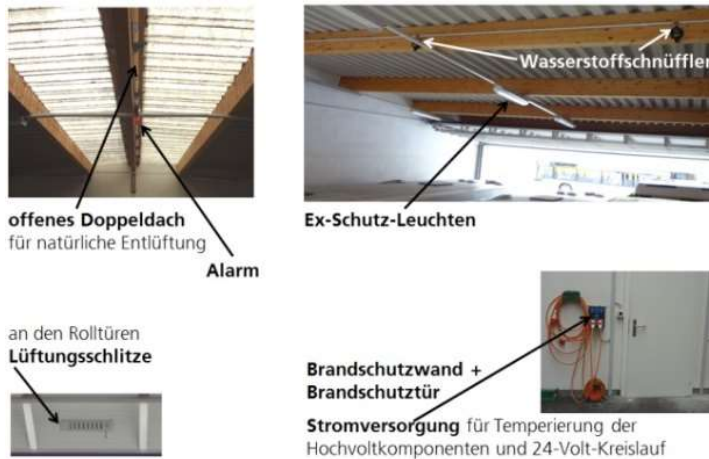 Wasserstoffschnüffler
offenes Doppeldach
für natürliche Entlüftung
Alarm
Ex-Schutz-Leuchten
an den Rolltüren
Lüftungsschlitze
Brandschutzwand +
Brandschutztür
Stromversorgung für Temperierung der
Hochvoltkomponenten und 24-Volt-Kreislauf